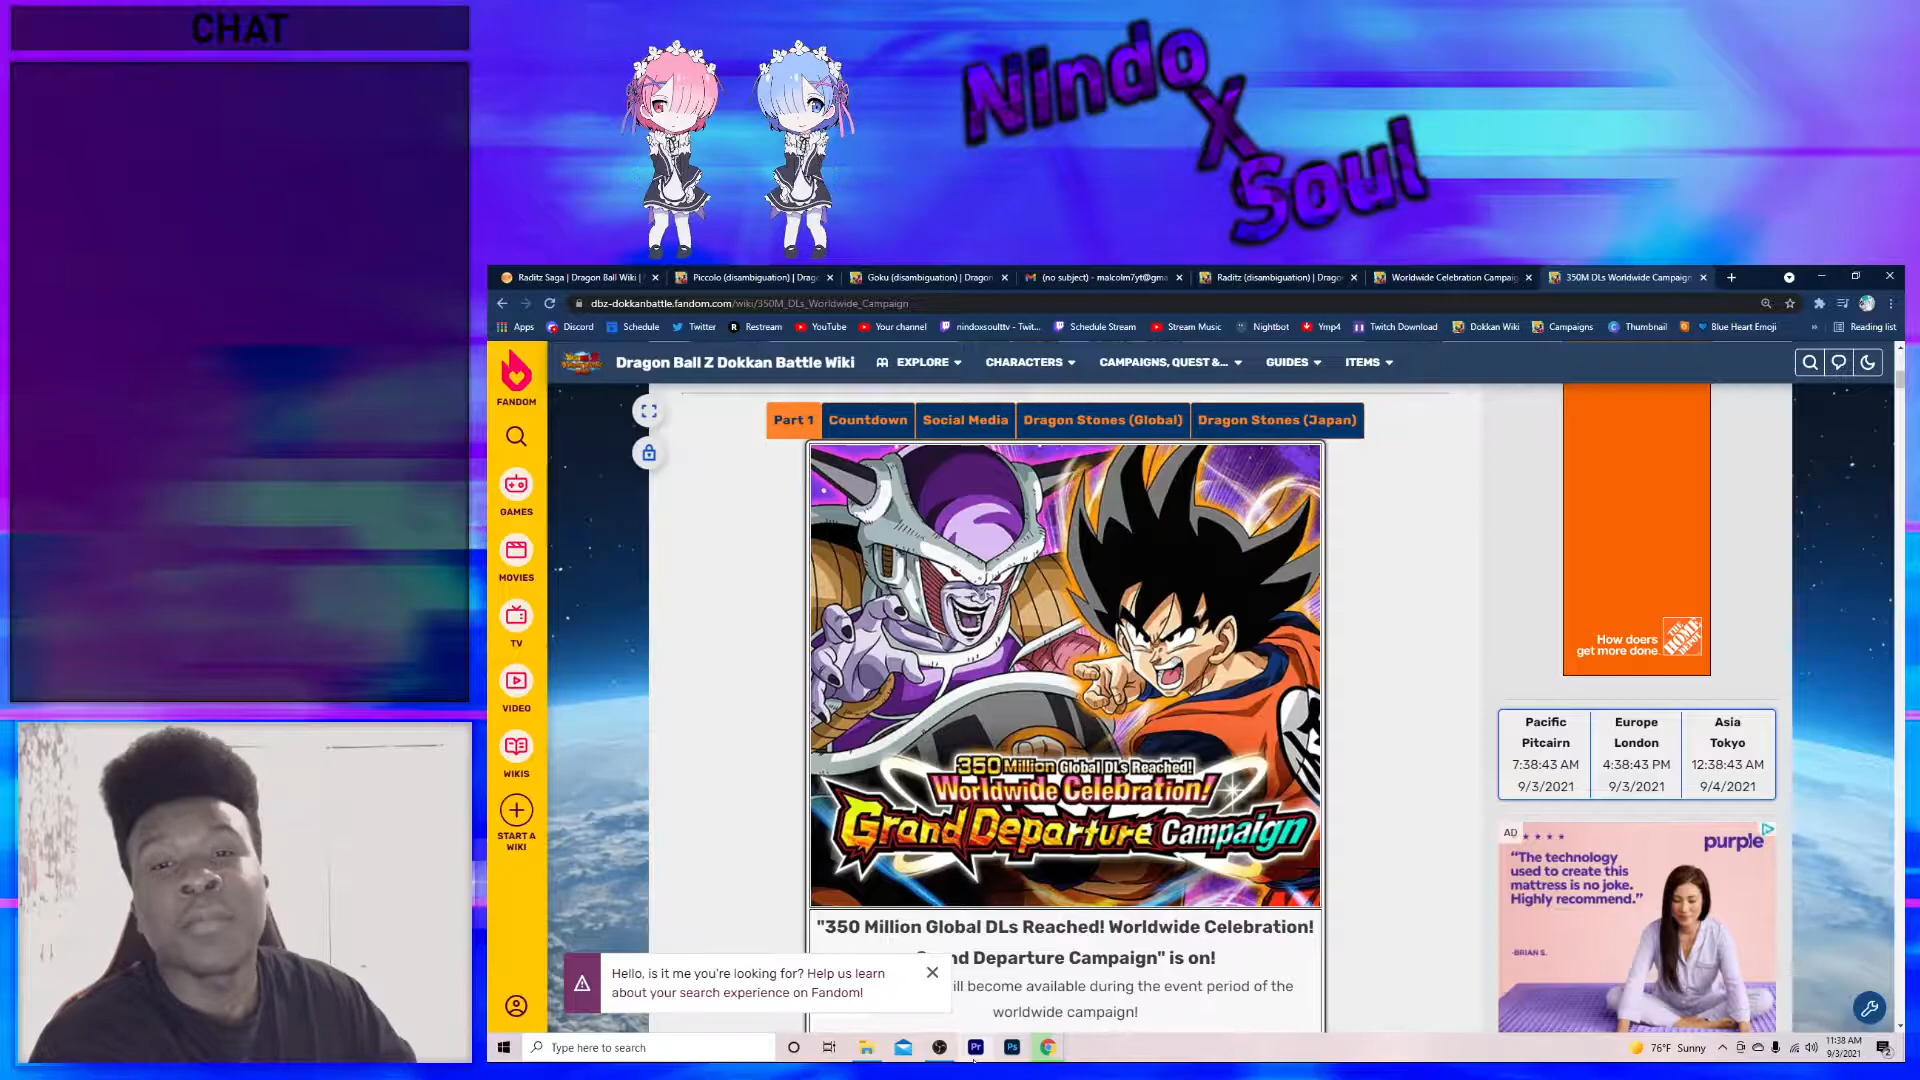 CHAT
Nindo
X
Soul
Raditz Saga | Dragon Ball Wiki |
Piccolo (disambiguation) | Drago
Goku (disambiguation) | Dragon
(no subject) - malcolm7yt@gma
Raditz (disambiguation) | Drago
Worldwide Celebration Campaig
350M DLs Worldwide Campaign
dbz-dokkanbattle.fandom.com/wiki/350M_DLs_Worldwide_Campaign
Apps
Discord
Schedule
Twitter
Restream
YouTube
Your channel
nindoxsoulttv - Twit...
Schedule Stream
Stream Music
Nightbot
Ymp4
Twitch Download
Dokkan Wiki
Campaigns
Thumbnail
Blue Heart Emoji
Reading list
FANDOM
Dragon Ball Z Dokkan Battle Wiki
EXPLORE
CHARACTERS
CAMPAIGNS, QUEST &...
GUIDES
ITEMS
GAMES
MOVIES
TV
VIDEO
WIKIS
START A
WIKI
Part 1
Countdown
Social Media
Dragon Stones (Global)
Dragon Stones (Japan)
350 Million Global DLs Reached!
Worldwide Celebration!
Grand Departure Campaign
"350 Million Global DLs Reached! Worldwide Celebration!
nd Departure Campaign" is on!
ill become available during the event period of the
worldwide campaign!
Hello, is it me you're looking for? Help us learn
about your search experience on Fandom!
How doers
get more done
THE HOME DEPOT
Pacific
Pitcairn
7:38:43 AM
9/3/2021
Europe
London
4:38:43 PM
9/3/2021
Asia
Tokyo
12:38:43 AM
9/4/2021
AD
purple
"The technology
used to create this
mattress is no joke.
Highly recommend."
-BRIAN S.
Type here to search
Pr
Ps
76°F Sunny
11:38 AM
9/3/2021
2